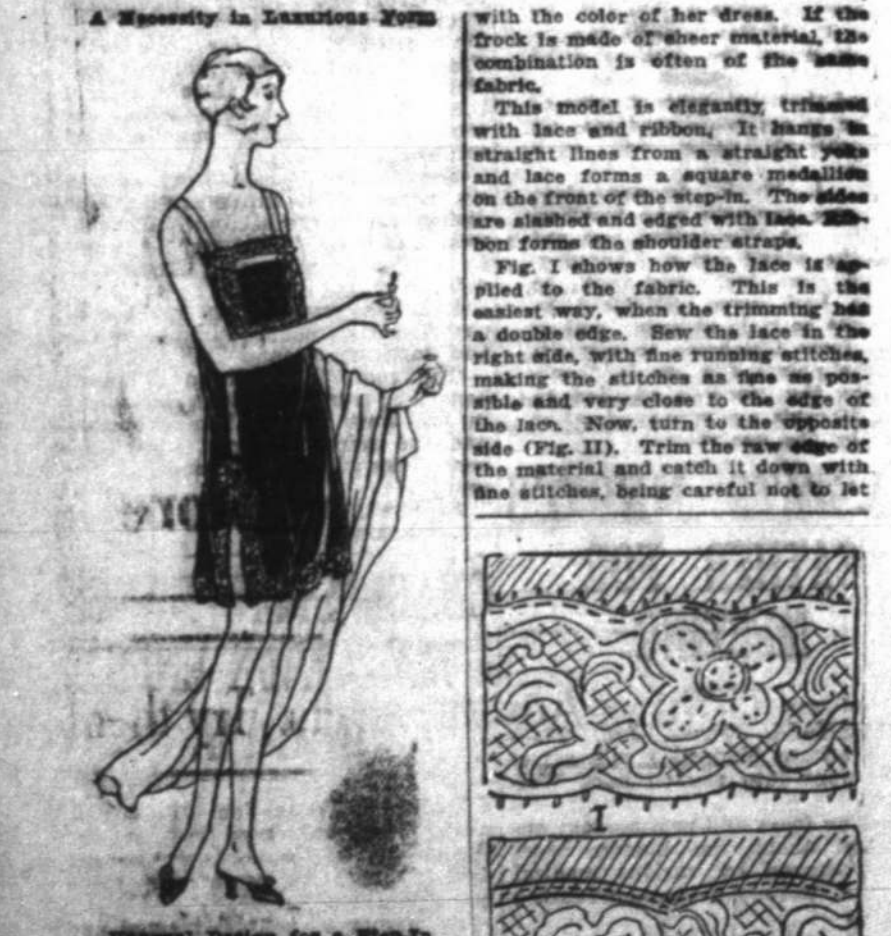 A Necessity in Luxurious Form
with the color of her dress. If the
frock is made of sheer material, the
combination is often of the same
fabric.
This model is elegantly trimmed
with lace and ribbon. It hangs in
straight lines from a straight yoke
and lace forms a square medallion
on the front of the step-in. The sides
are slashed and edged with lace. Rib-
bon forms the shoulder straps.
Fig. I shows how the lace is ap-
plied to the fabric. This is the
easiest way, when the trimming has
a double edge. Sew the lace in the
right side, with fine running stitches,
making the stitches as fine as pos-
sible and very close to the edge of
the lace. Now, turn to the opposite
side (Fig. II). Trim the raw edge of
the material and catch it down with
fine stitches, being careful not to let
I
Design for a